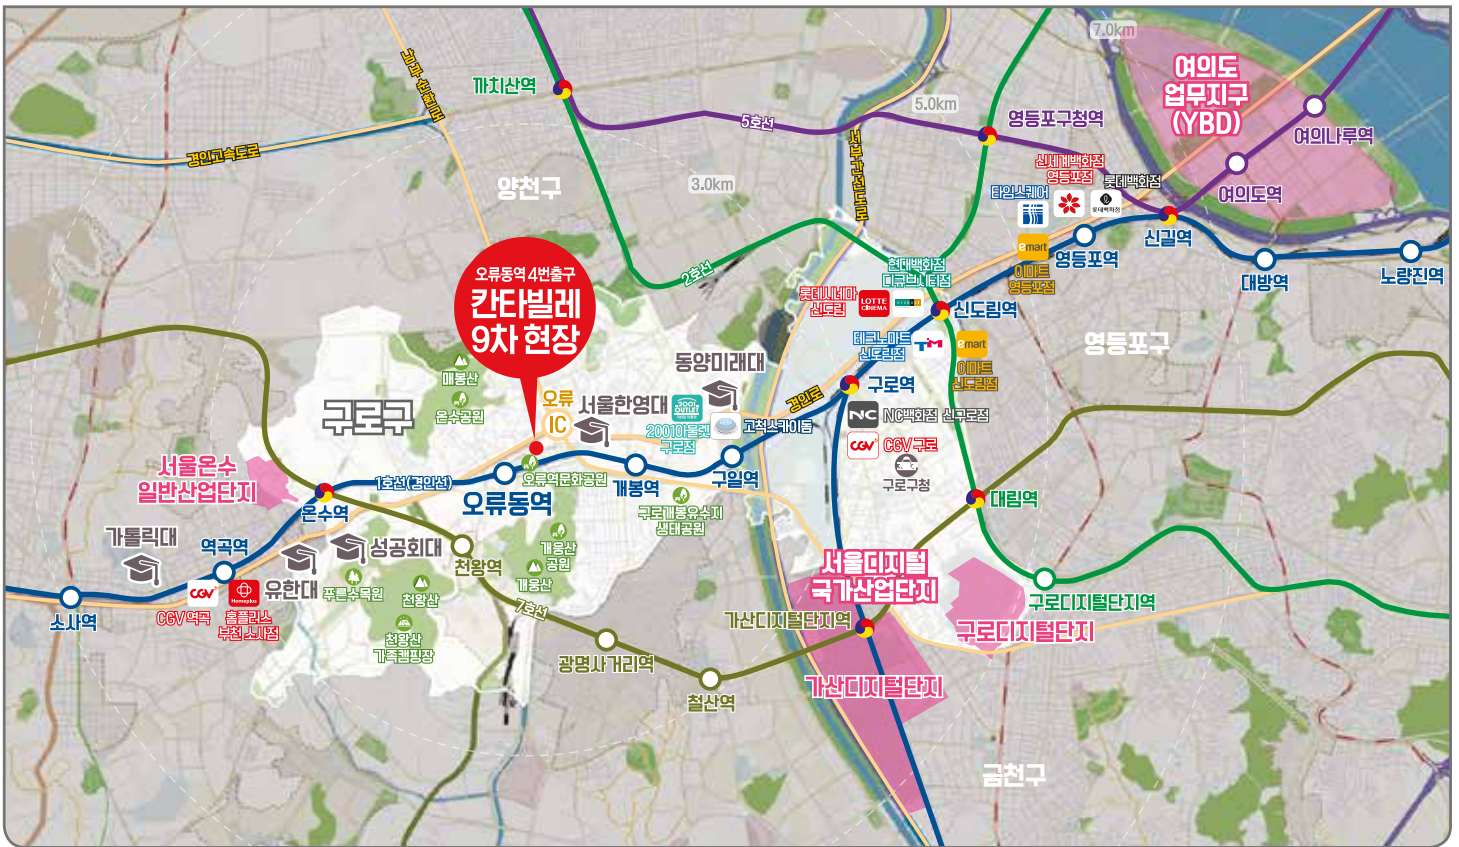 7.0km
여의도
업무지구
(YBD)
까치산역
5.0km
영등포구청역
여의나루역
5호선
남부순환로
서부간선도로
경인고속도로
신세계백화점
영등포점
3.0km
양천구
타임스퀘어
롯데백화점
롯데백화점
여의도역
emart
이마트
영등포점
영등포역
신길역
대방역
노량진역
2호선
현대백화점
디큐브시티점
오류동역 4번출구
칸타빌레
9차 현장
롯데시네마
신도림
LOTTE
CINEMA
신도림역
테크노마트
신도림점
TM
emart
이마트
신도림점
영등포구
동양미래대
매봉산
온수공원
구로구
오류
IC
서울한영대
2001
OUTLET
2001아울렛
구로점
고척스카이돔
경인로
구로역
NC
NC백화점 신구로점
CGV
CGV 구로
구로구청
서울온수
일반산업단지
1호선(경인선)
오류동역
오류역문화공원
개봉역
구일역
온수역
구로개봉유수지
생태공원
대림역
가톨릭대
역곡역
유한대
성공회대
천왕역
개웅산
공원
개웅산
서울디지털
국가산업단지
CGV
CGV 역곡
Homeplus
홈플러스
부천 소사점
푸른수목원
천왕산
소사역
천왕산
가족캠핑장
7호선
구로디지털단지역
가산디지털단지역
구로디지털단지
광명사거리역
철산역
가산디지털단지
금천구